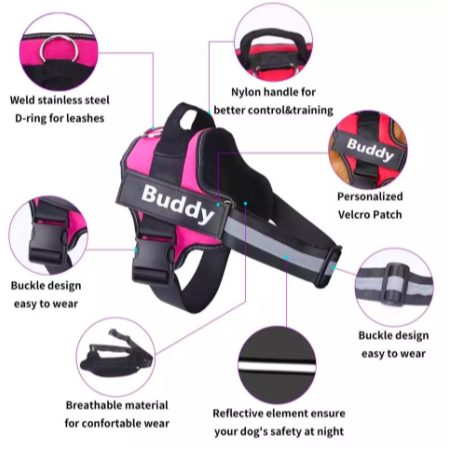 Weld stainless steel
D-ring for leashes
Nylon handle for
better control&training
Buddy
Personalized
Velcro Patch
Buddy
Buckle design
easy to wear
Buckle design
easy to wear
Breathable material
for confortable wear
Reflective element ensure
your dog's safety at night